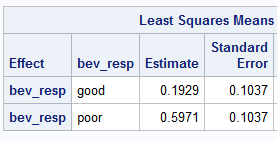 Least Squares Means
Effect bev_resp Estimate Standard Error
bev_resp good 0.1929 0.1037
bev_resp poor 0.5971 0.1037